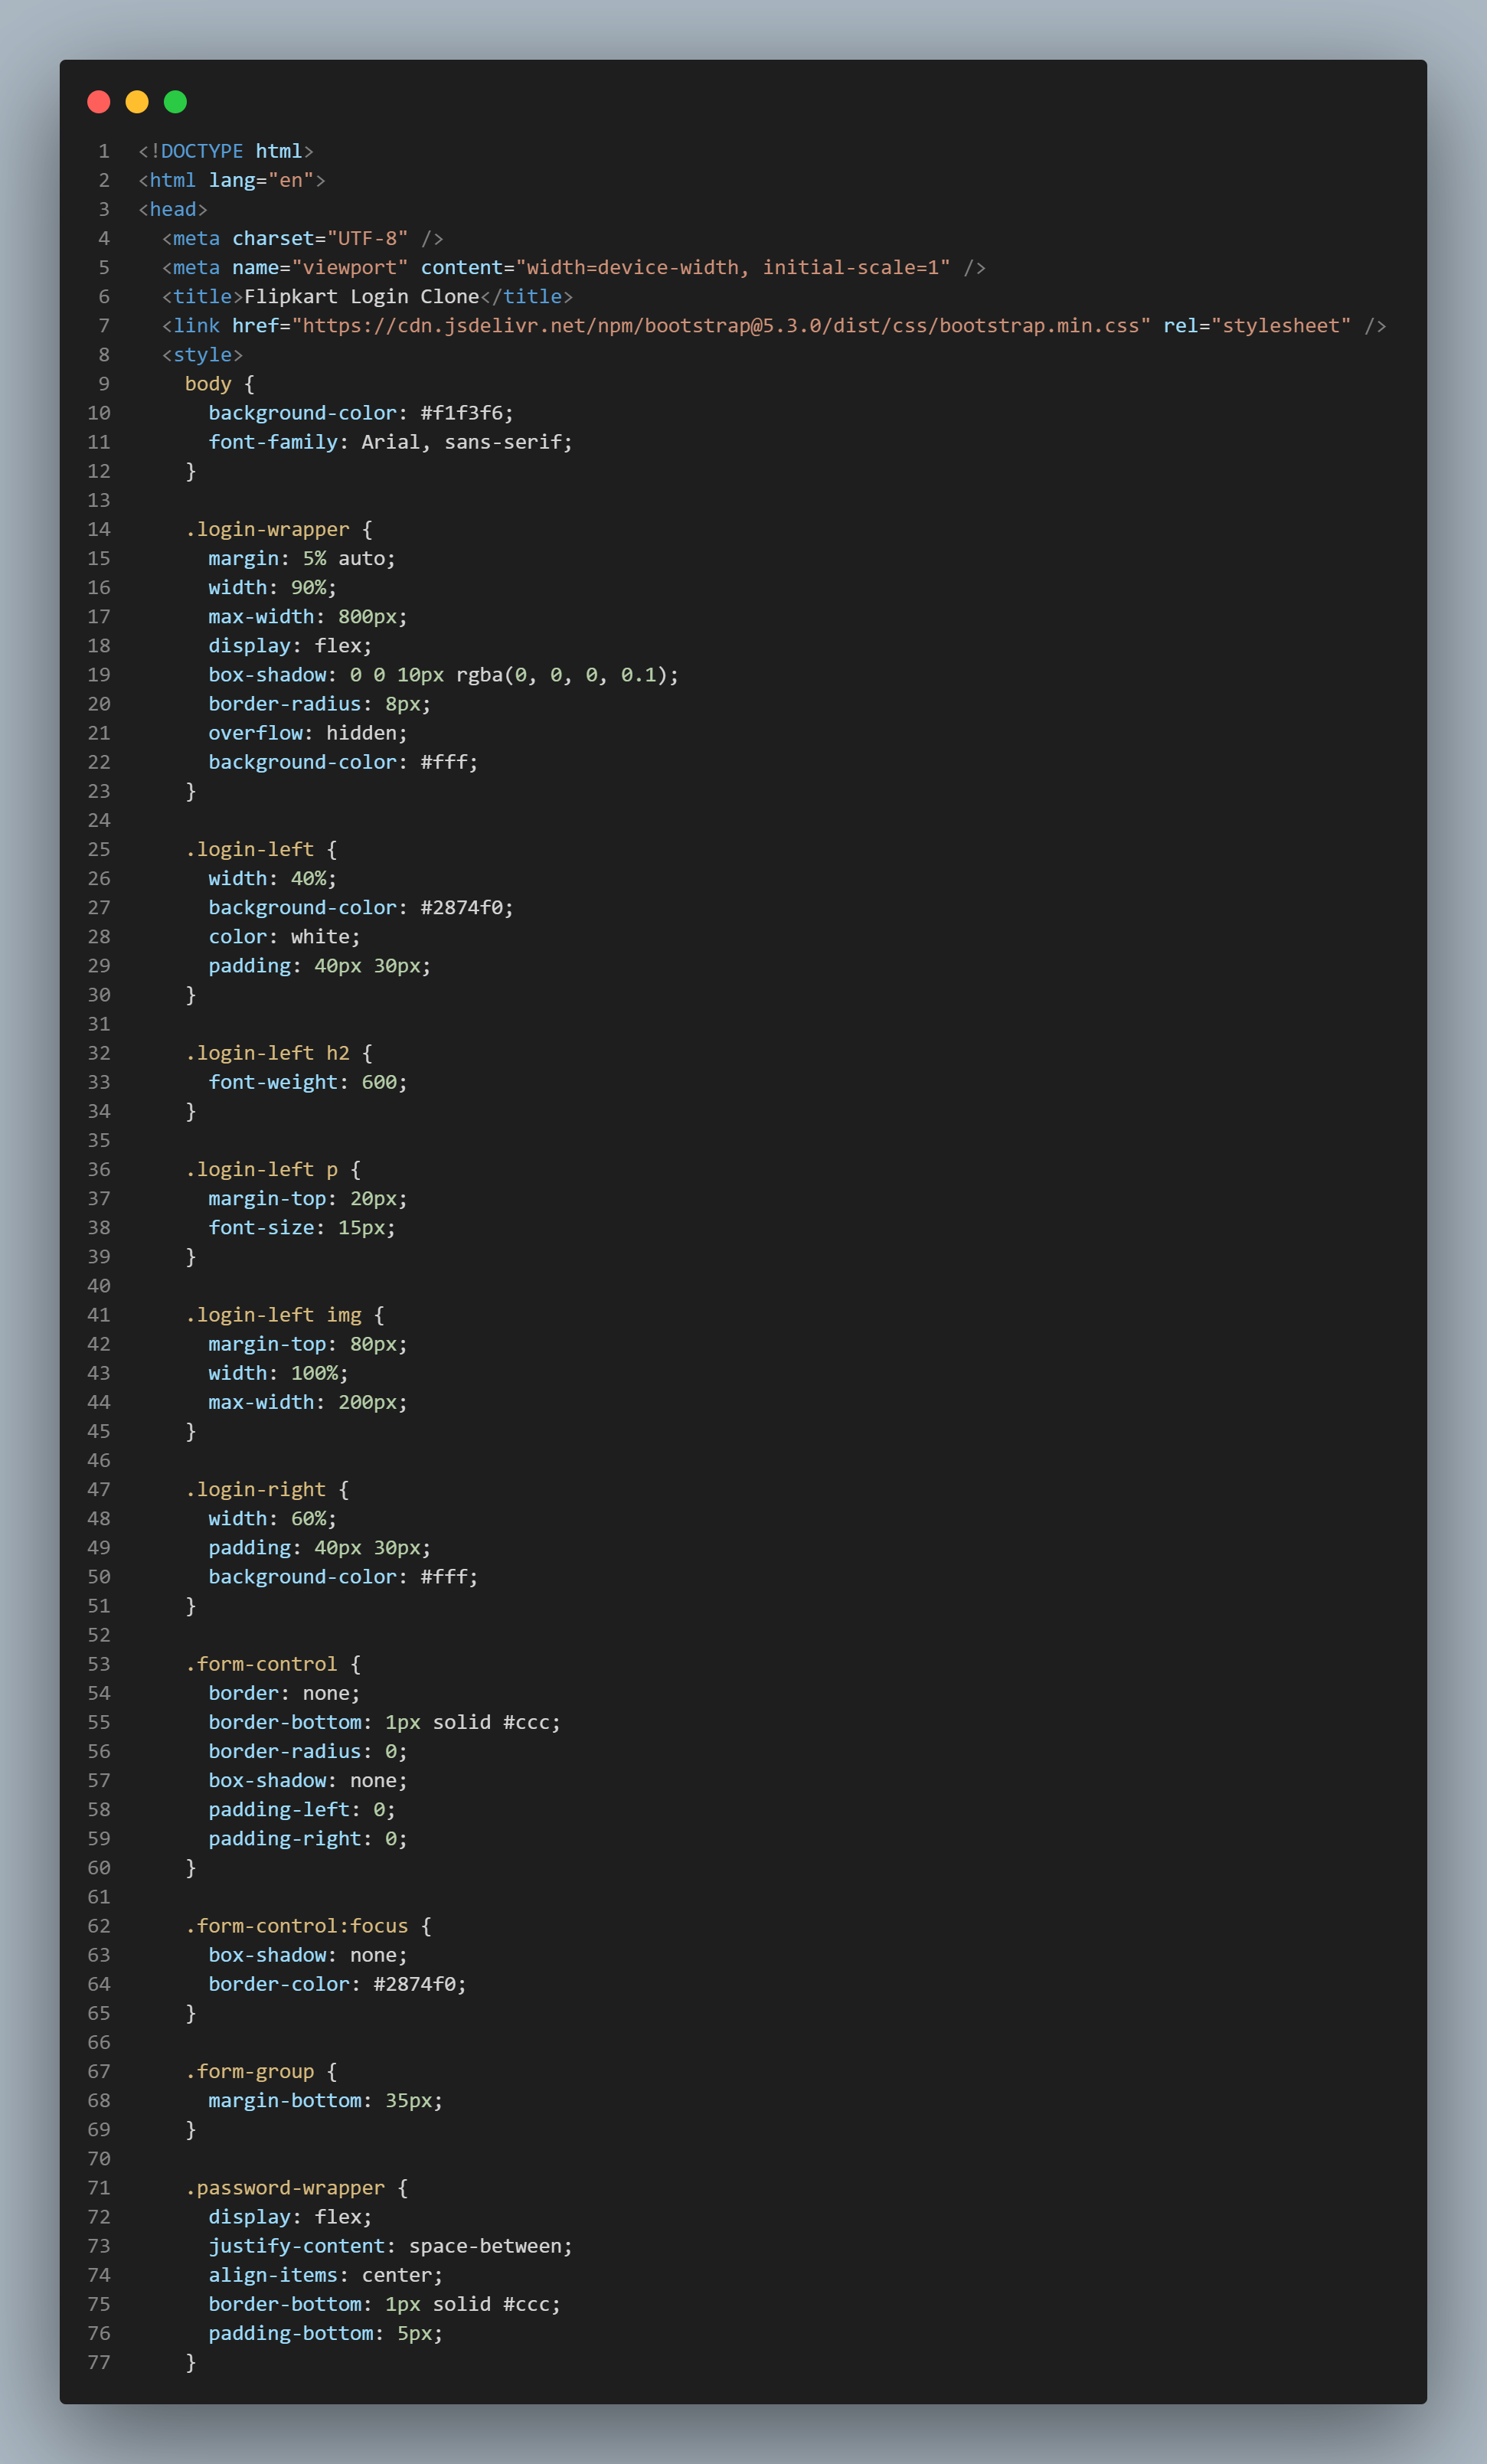 1 <!DOCTYPE html>
2 <html lang="en">
3 <head>
4   <meta charset="UTF-8" />
5   <meta name="viewport" content="width=device-width, initial-scale=1" />
6   <title>Flipkart Login Clone</title>
7   <link href="https://cdn.jsdelivr.net/npm/bootstrap@5.3.0/dist/css/bootstrap.min.css" rel="stylesheet" />
8   <style>
9     body {
10       background-color: #f1f3f6;
11       font-family: Arial, sans-serif;
12     }
13
14     .login-wrapper {
15       margin: 5% auto;
16       width: 90%;
17       max-width: 800px;
18       display: flex;
19       box-shadow: 0 0 10px rgba(0, 0, 0, 0.1);
20       border-radius: 8px;
21       overflow: hidden;
22       background-color: #fff;
23     }
24
25     .login-left {
26       width: 40%;
27       background-color: #2874f0;
28       color: white;
29       padding: 40px 30px;
30     }
31
32     .login-left h2 {
33       font-weight: 600;
34     }
35
36     .login-left p {
37       margin-top: 20px;
38       font-size: 15px;
39     }
40
41     .login-left img {
42       margin-top: 80px;
43       width: 100%;
44       max-width: 200px;
45     }
46
47     .login-right {
48       width: 60%;
49       padding: 40px 30px;
50       background-color: #fff;
51     }
52
53     .form-control {
54       border: none;
55       border-bottom: 1px solid #ccc;
56       border-radius: 0;
57       box-shadow: none;
58       padding-left: 0;
59       padding-right: 0;
60     }
61
62     .form-control:focus {
63       box-shadow: none;
64       border-color: #2874f0;
65     }
66
67     .form-group {
68       margin-bottom: 35px;
69     }
70
71     .password-wrapper {
72       display: flex;
73       justify-content: space-between;
74       align-items: center;
75       border-bottom: 1px solid #ccc;
76       padding-bottom: 5px;
77     }